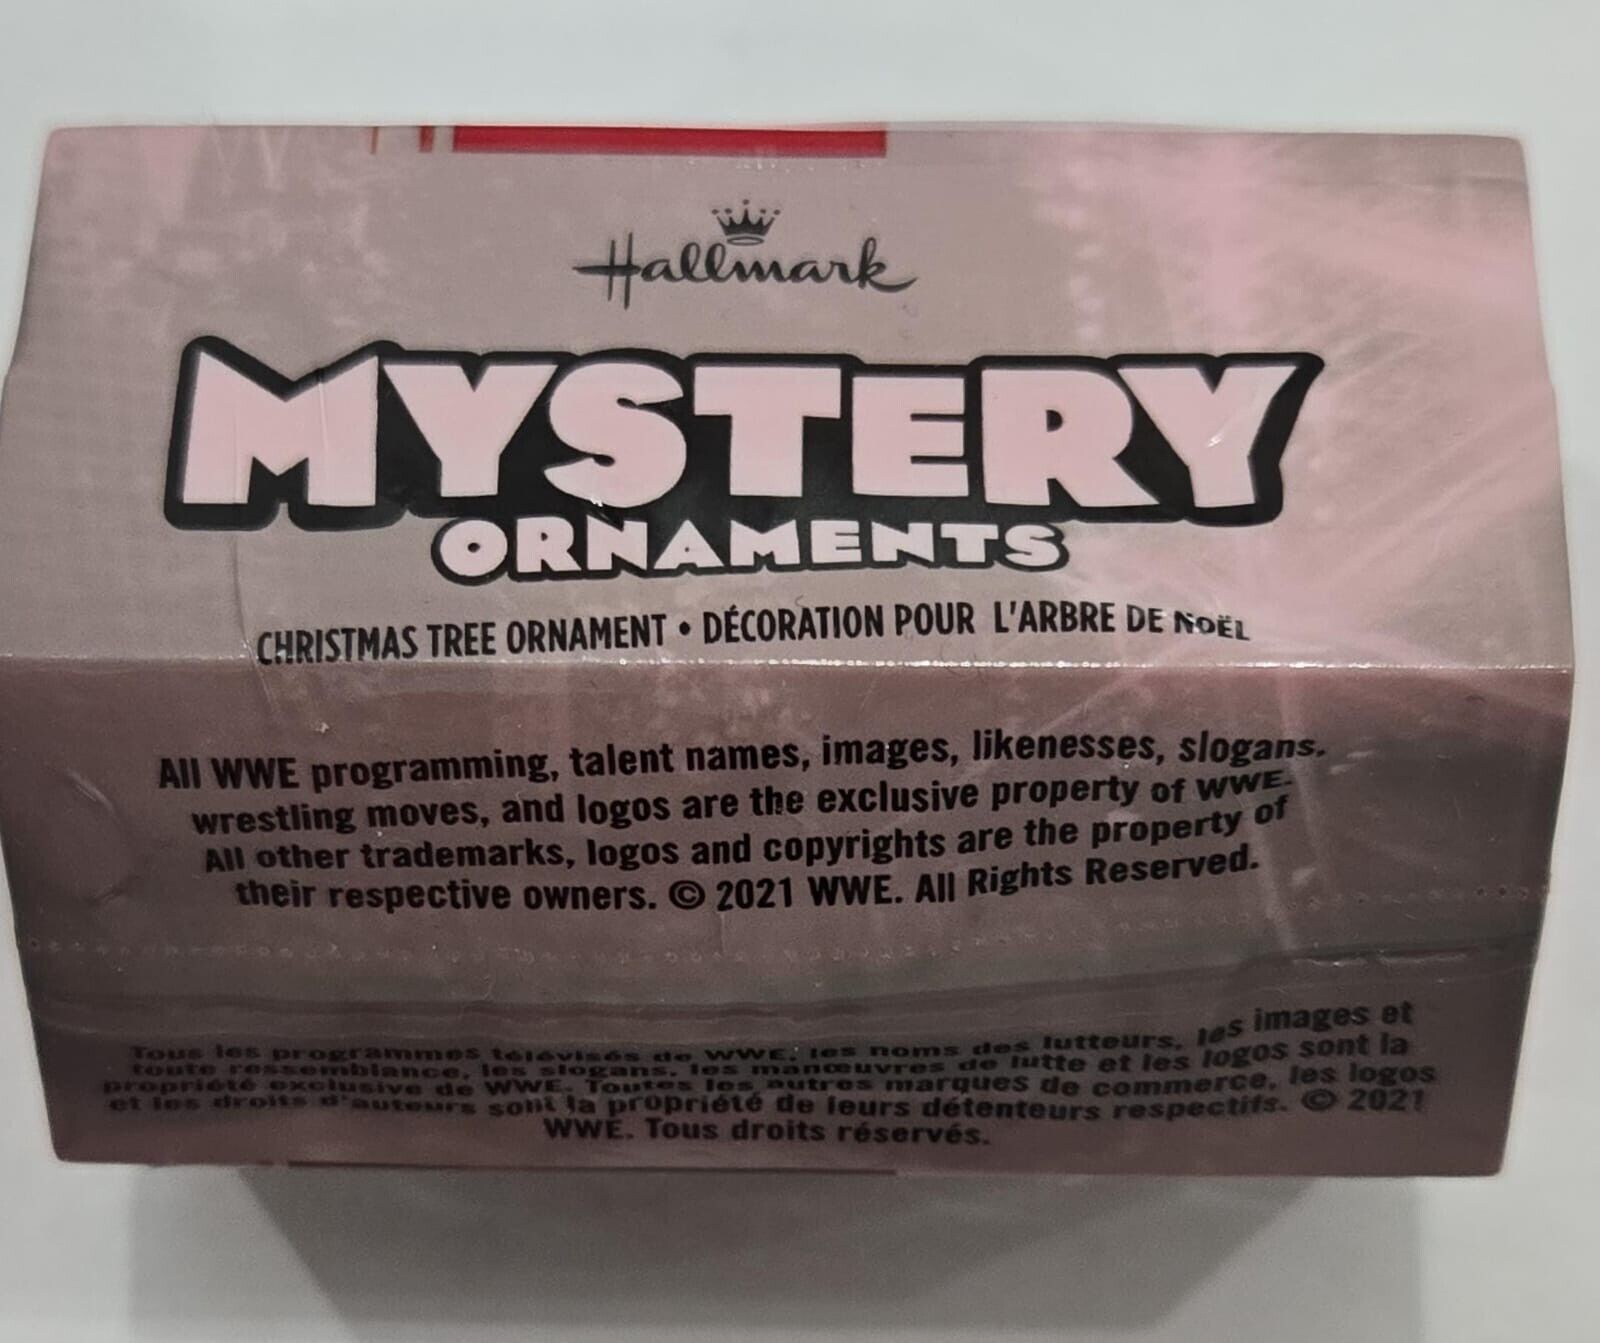 Hallmark
MYSTERY
ORNAMENTS
CHRISTMAS TREE ORNAMENT • DÉCORATION POUR L'ARBRE DE NOËL
All WWE programming, talent names, images, likenesses, slogans,
wrestling moves, and logos are the exclusive property of WWE.
All other trademarks, logos and copyrights are the property of
their respective owners. © 2021 WWE. All Rights Reserved.
Tous les programmes télévisés de WWE, les noms des lutteurs, les images et
toute ressemblance, les slogans, les manœuvres de lutte et les logos sont la
propriété exclusive de WWE. Toutes les autres marques de commerce, les logos
et les droits d'auteurs sont la propriété de leurs détenteurs respectifs. © 2021
WWE. Tous droits réservés.